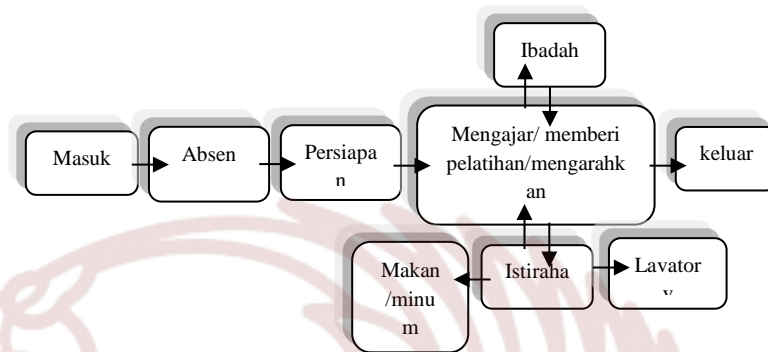 Ibadah
Masuk
Absen
Persiapa
n
Mengajar/ memberi
pelatihan/mengarahk
an
keluar
Makan
/minu
m
Istiraha
Lavator
y